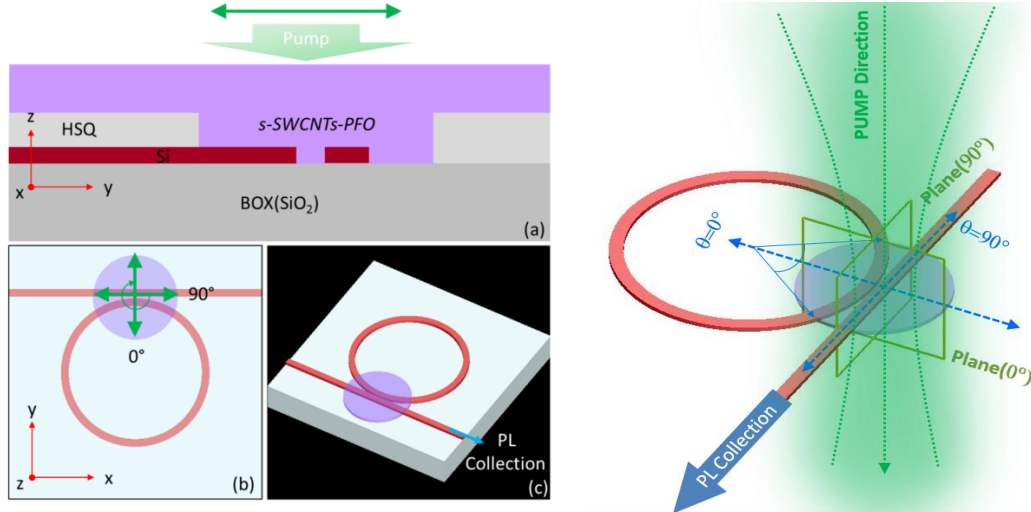 Pump
z
HSQ
s-SWCNTs-PFO
Si
x
y
BOX(SiO₂)
(a)
90°
0°
y
z
x
(b)
PL
Collection
(c)
PUMP Direction
Plane(90°)
θ=0°
θ=90°
Plane(0°)
PL Collection